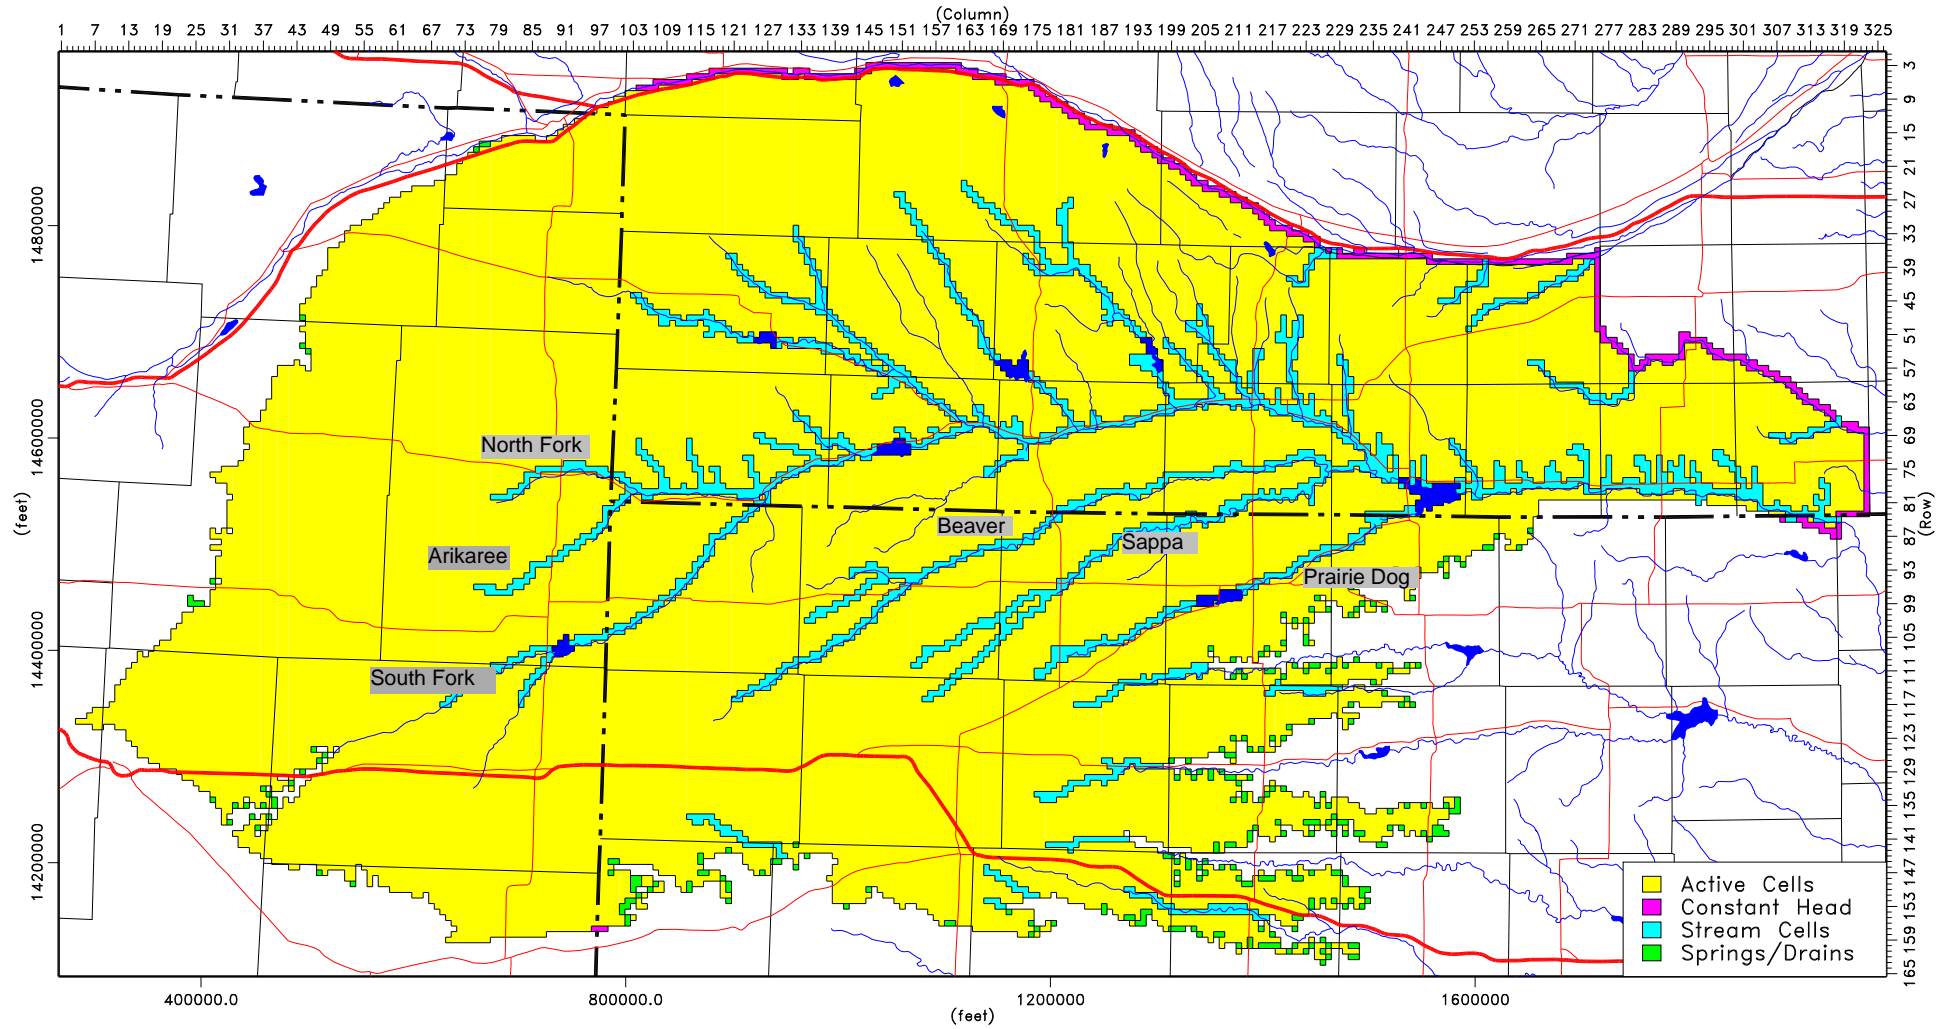 (Column)
1 7 13 19 25 31 37 43 49 55 61 67 73 79 85 91 97 103 109 115 121 127 133 139 145 151 157 163 169 175 181 187 193 199 205 211 217 223 229 235 241 247 253 259 265 271 277 283 289 295 301 307 313 319 325
3
9
15
21
27
33
39
45
51
57
63
69
75
81
87
93
99
105
111
117
123
129
135
141
147
153
159
165
(Row)
14800000
14600000
14400000
14200000
(feet)
North Fork
Beaver
Sappa
Arikaree
Prairie Dog
South Fork
Active Cells
Constant Head
Stream Cells
Springs/Drains
400000.0 800000.0 1200000 1600000
(feet)